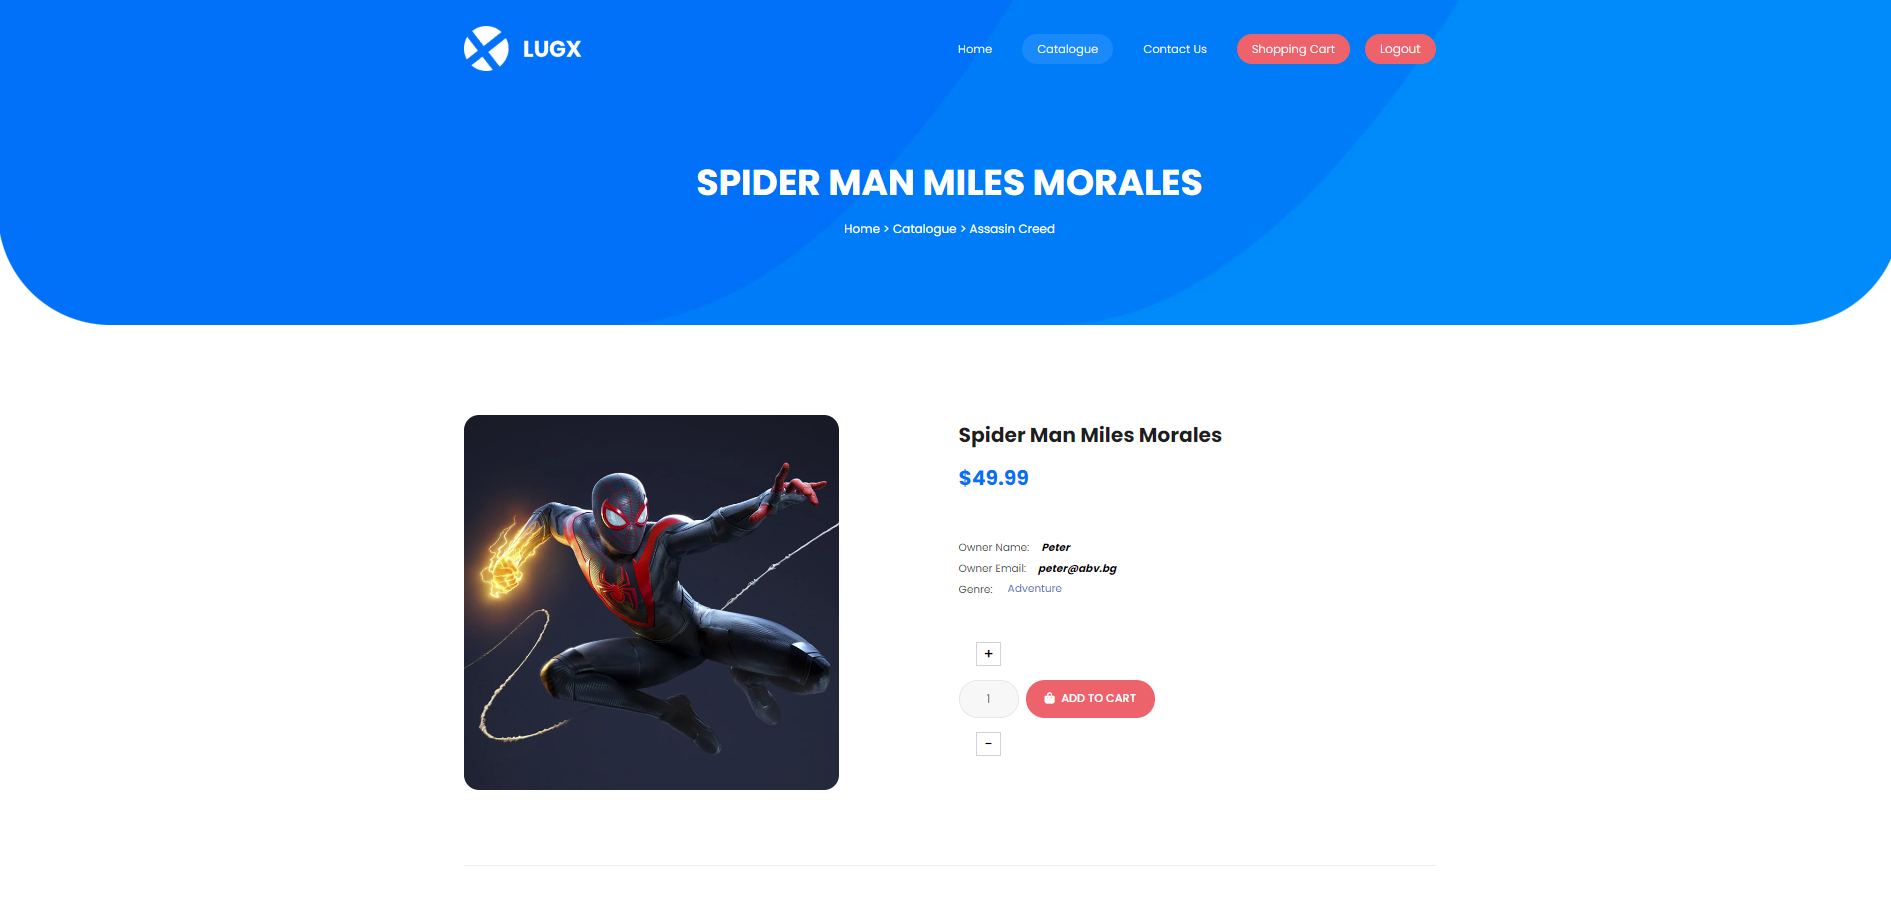 LUGX
Home Catalogue Contact Us Shopping Cart Logout
SPIDER MAN MILES MORALES
Home > Catalogue > Assasin Creed
Spider Man Miles Morales
$49.99
Owner Name: Peter
Owner Email: peter@abv.bg
Genre: Adventure
+
1 ADD TO CART
-